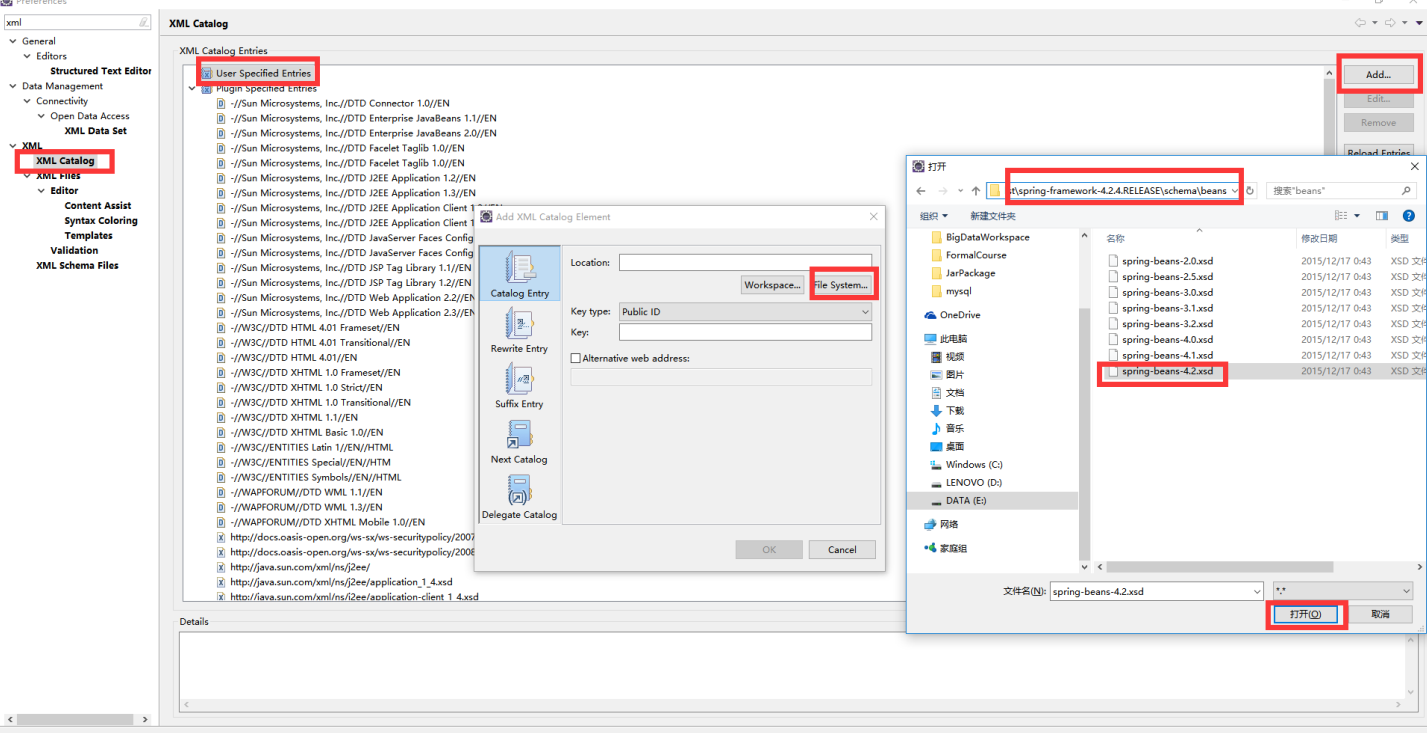 Preferences
xml
General
Editors
Structured Text Editor
Data Management
Connectivity
Open Data Access
XML Data Set
XML
XML Catalog
XML Files
Editor
Content Assist
Syntax Coloring
Templates
Validation
XML Schema Files
XML Catalog
XML Catalog Entries
User Specified Entries
Plugin Specified Entries
-//Sun Microsystems, Inc.//DTD Connector 1.0//EN
-//Sun Microsystems, Inc.//DTD Enterprise JavaBeans 1.1//EN
-//Sun Microsystems, Inc.//DTD Enterprise JavaBeans 2.0//EN
-//Sun Microsystems, Inc.//DTD Facelet Taglib 1.0//EN
-//Sun Microsystems, Inc.//DTD Facelet Taglib 1.0//EN
-//Sun Microsystems, Inc.//DTD J2EE Application 1.2//EN
-//Sun Microsystems, Inc.//DTD J2EE Application 1.3//EN
-//Sun Microsystems, Inc.//DTD J2EE Application Client 1
-//Sun Microsystems, Inc.//DTD J2EE Application Client 1
-//Sun Microsystems, Inc.//DTD JavaServer Faces Config
-//Sun Microsystems, Inc.//DTD JavaServer Faces Config
-//Sun Microsystems, Inc.//DTD JSP Tag Library 1.1//EN
-//Sun Microsystems, Inc.//DTD JSP Tag Library 1.2//EN
-//Sun Microsystems, Inc.//DTD Web Application 2.2//EN
-//Sun Microsystems, Inc.//DTD Web Application 2.3//EN
-//W3C//DTD HTML 4.01 Frameset//EN
-//W3C//DTD HTML 4.01 Transitional//EN
-//W3C//DTD HTML 4.01//EN
-//W3C//DTD XHTML 1.0 Frameset//EN
-//W3C//DTD XHTML 1.0 Strict//EN
-//W3C//DTD XHTML 1.0 Transitional//EN
-//W3C//DTD XHTML 1.1//EN
-//W3C//DTD XHTML Basic 1.0//EN
-//W3C//ENTITIES Latin 1//EN//HTML
-//W3C//ENTITIES Special//EN//HTM
-//W3C//ENTITIES Symbols//EN//HTML
-//WAPFORUM//DTD WML 1.1//EN
-//WAPFORUM//DTD WML 1.3//EN
-//WAPFORUM//DTD XHTML Mobile 1.0//EN
http://docs.oasis-open.org/ws-sx/ws-securitypolicy/2007
http://docs.oasis-open.org/ws-sx/ws-securitypolicy/2008
http://java.sun.com/xml/ns/j2ee/
http://java.sun.com/xml/ns/j2ee/application_1_4.xsd
http://java.sun.com/xml/ns/j2ee/application-client_1_4.xsd
Add...
Edit...
Remove
Reload Entries
Details
Add XML Catalog Element
Catalog Entry
Rewrite Entry
Suffix Entry
Next Catalog
Delegate Catalog
Location:
Workspace...
File System...
Key type:
Public ID
Key:
Alternative web address:
OK
Cancel
打开
st\spring-framework-4.2.4.RELEASE\schema\beans
搜索"beans"
组织
新建文件夹
BigDataWorkspace
FormalCourse
JarPackage
mysql
OneDrive
此电脑
视频
图片
文档
下载
音乐
桌面
Windows (C:)
LENOVO (D:)
DATA (E:)
网络
家庭组
名称 修改日期 类型
spring-beans-2.0.xsd 2015/12/17 0:43 XSD 文件
spring-beans-2.5.xsd 2015/12/17 0:43 XSD 文件
spring-beans-3.0.xsd 2015/12/17 0:43 XSD 文件
spring-beans-3.1.xsd 2015/12/17 0:43 XSD 文件
spring-beans-3.2.xsd 2015/12/17 0:43 XSD 文件
spring-beans-4.0.xsd 2015/12/17 0:43 XSD 文件
spring-beans-4.1.xsd 2015/12/17 0:43 XSD 文件
spring-beans-4.2.xsd 2015/12/17 0:43 XSD 文件
文件名(N):
spring-beans-4.2.xsd
*.*
打开(O)
取消